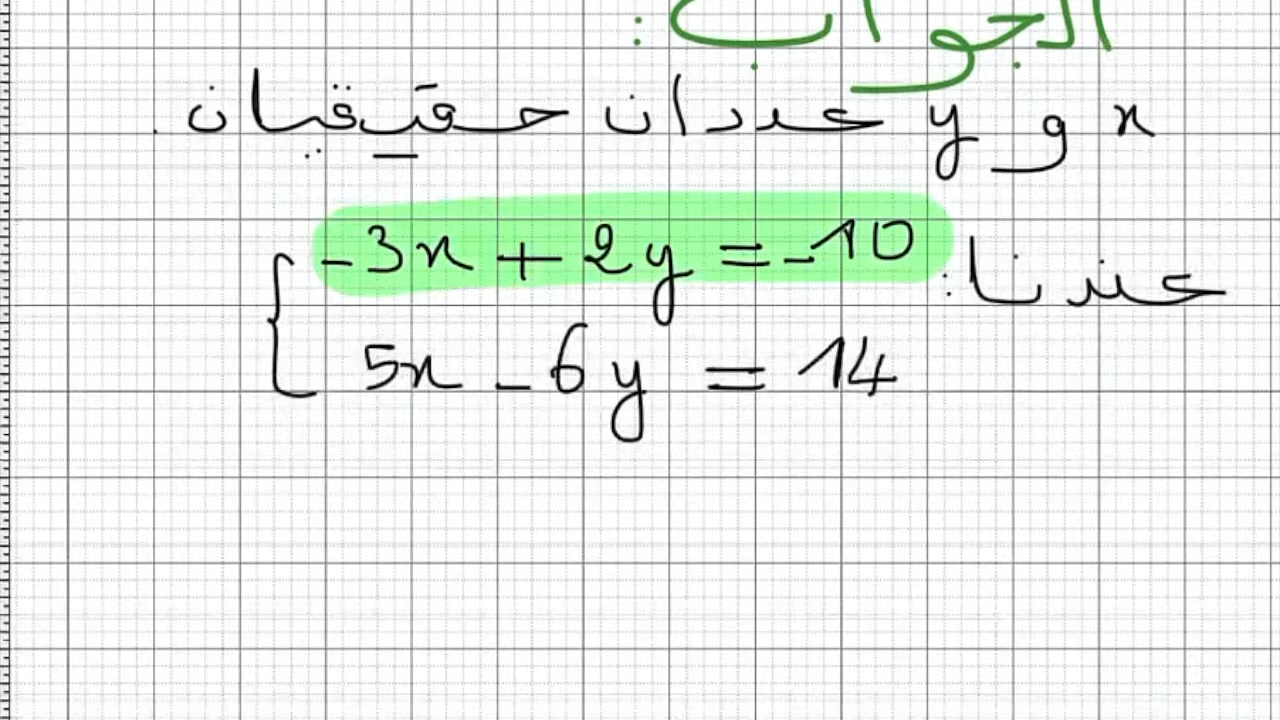 الجواب:
x و y عددان حقيقيان.
عندنا:
-3x + 2y = -10
5x - 6y = 14